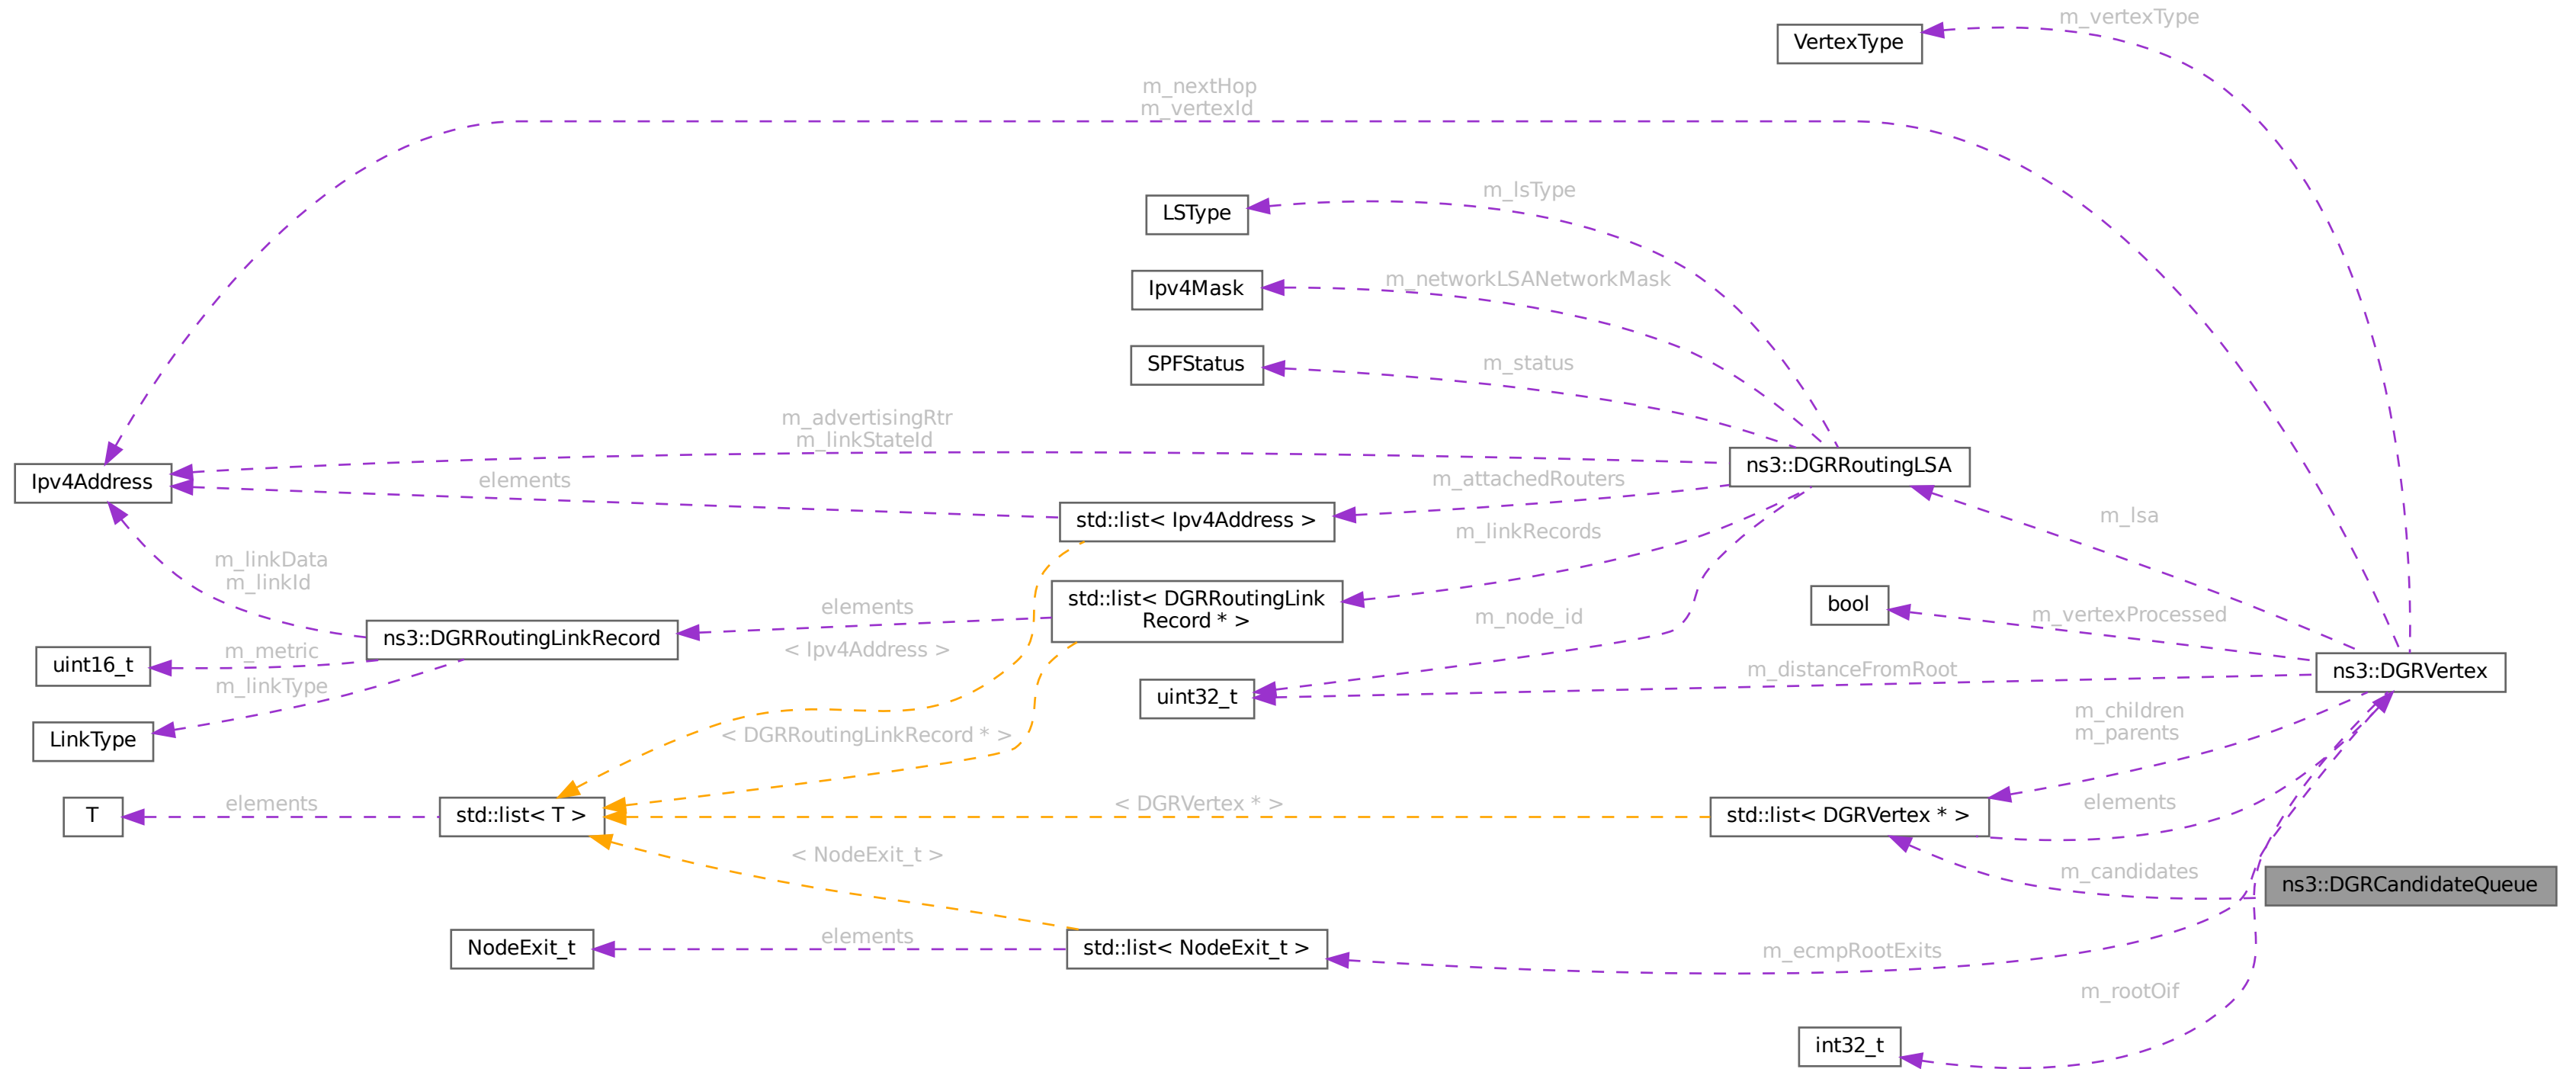 m_vertexType
VertexType
m_nextHop
m_vertexId
m_lsType
LSType
m_networkLSANetworkMask
Ipv4Mask
m_status
SPFStatus
m_advertisingRtr
m_linkStateId
ns3::DGRRoutingLSA
Ipv4Address
elements
m_attachedRouters
std::list< Ipv4Address >
m_lsa
m_linkRecords
m_linkData
m_linkId
std::list< DGRRoutingLink
Record * >
bool
elements
m_node_id
m_vertexProcessed
ns3::DGRRoutingLinkRecord
< Ipv4Address >
m_metric
uint16_t
m_linkType
uint32_t
m_distanceFromRoot
ns3::DGRVertex
m_children
m_parents
LinkType
< DGRRoutingLinkRecord * >
T
elements
std::list< T >
< DGRVertex * >
std::list< DGRVertex * >
elements
< NodeExit_t >
m_candidates
ns3::DGRCandidateQueue
NodeExit_t
elements
std::list< NodeExit_t >
m_ecmpRootExits
m_rootOif
int32_t